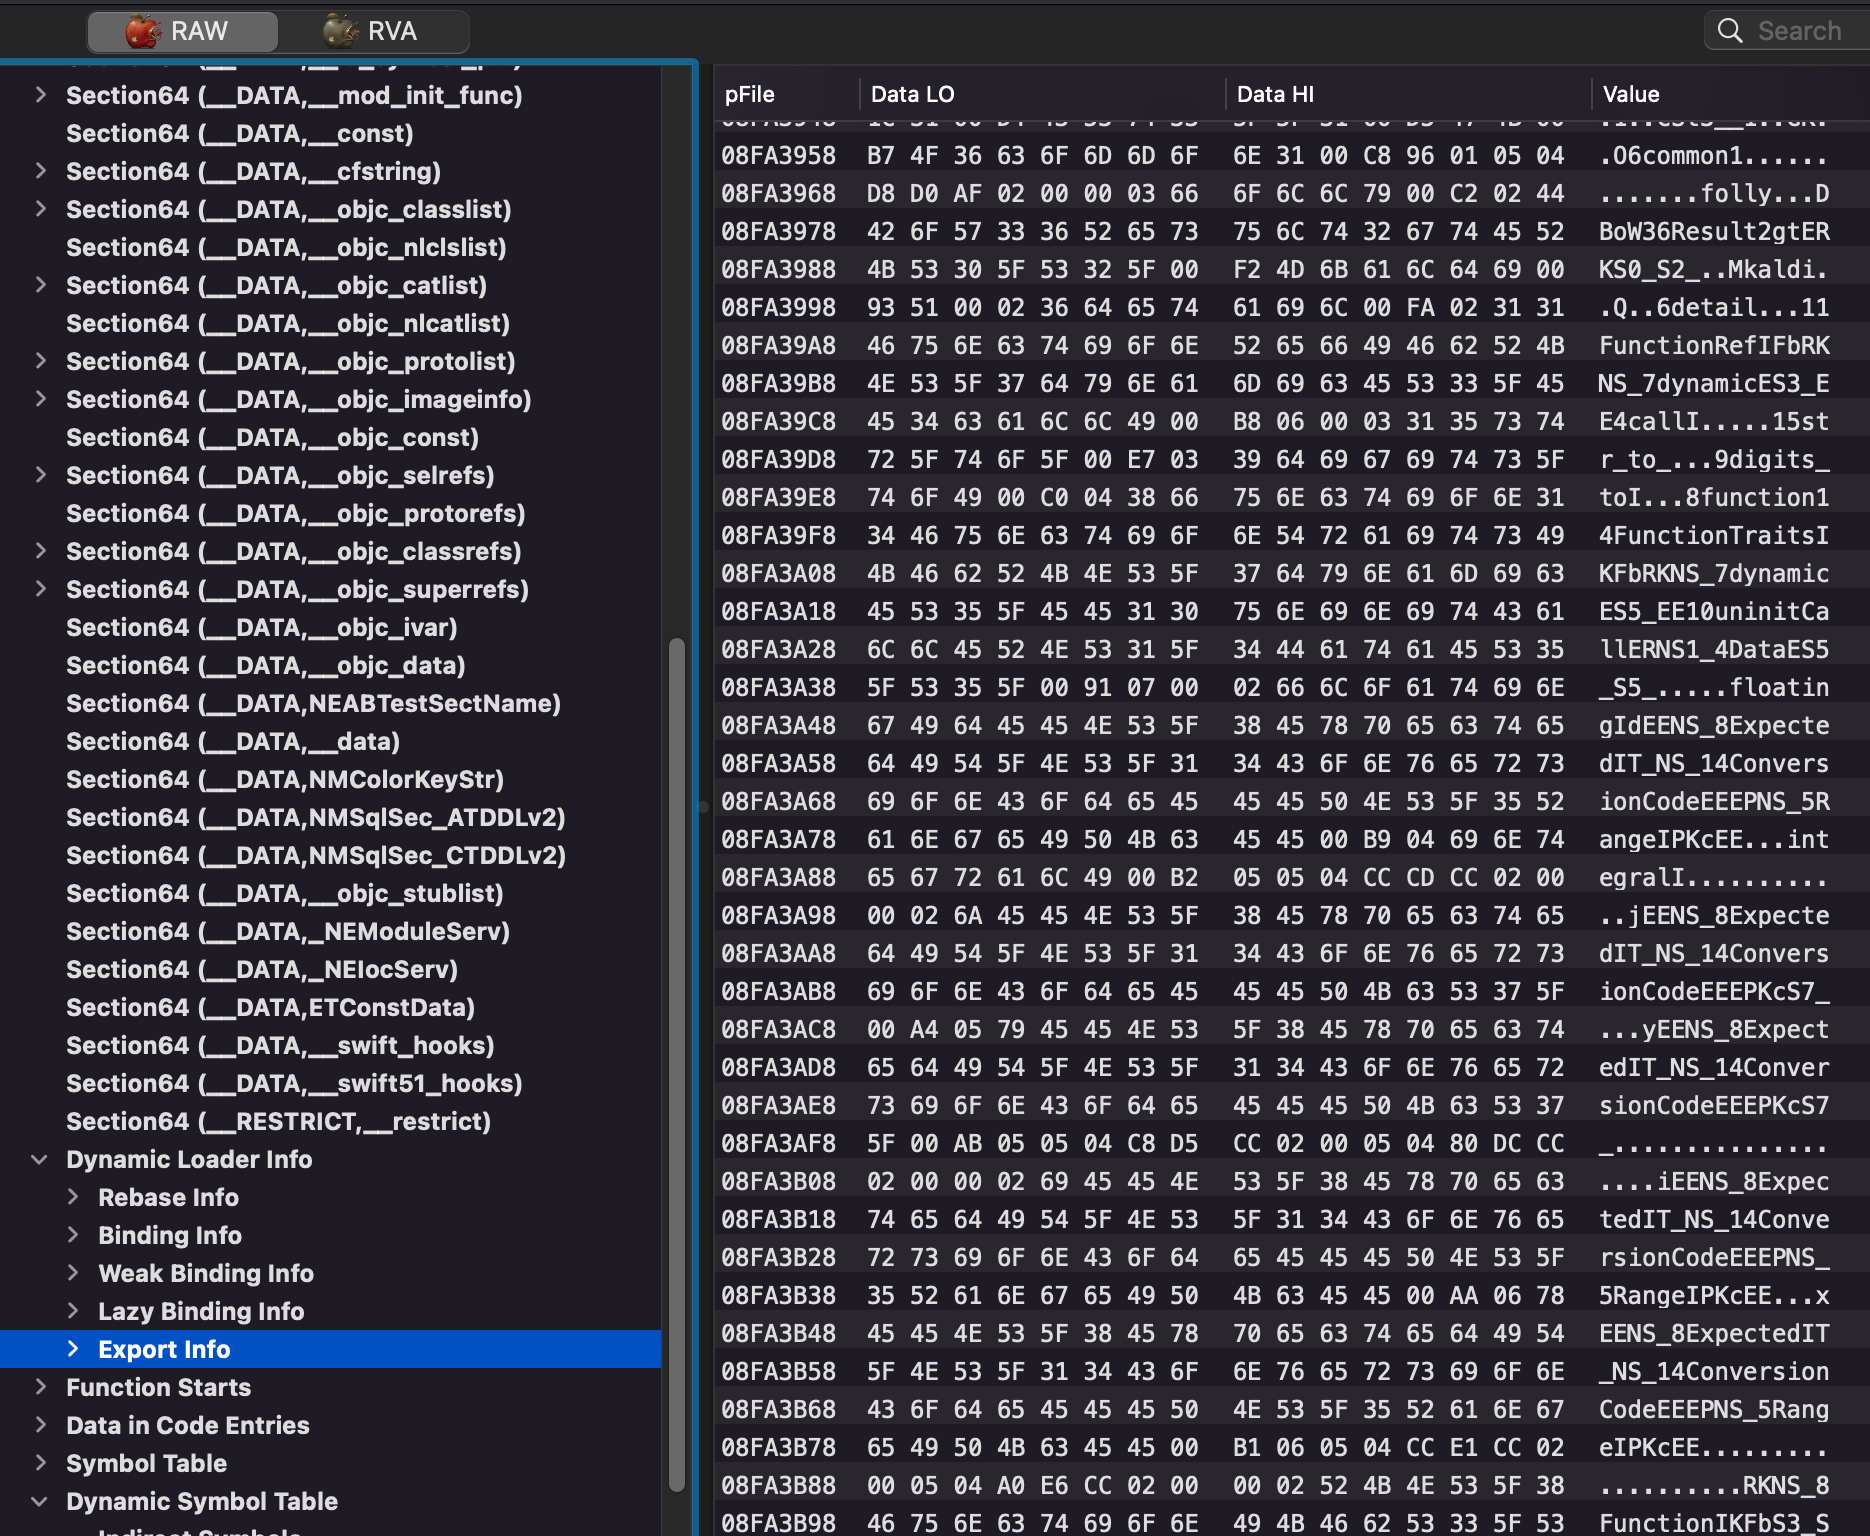 RAW
RVA
Search
Section64 (__DATA,__mod_init_func)
Section64 (__DATA,__const)
Section64 (__DATA,__cfstring)
Section64 (__DATA,__objc_classlist)
Section64 (__DATA,__objc_nlclslist)
Section64 (__DATA,__objc_catlist)
Section64 (__DATA,__objc_nlcatlist)
Section64 (__DATA,__objc_protolist)
Section64 (__DATA,__objc_imageinfo)
Section64 (__DATA,__objc_const)
Section64 (__DATA,__objc_selrefs)
Section64 (__DATA,__objc_protorefs)
Section64 (__DATA,__objc_classrefs)
Section64 (__DATA,__objc_superrefs)
Section64 (__DATA,__objc_ivar)
Section64 (__DATA,__objc_data)
Section64 (__DATA,NEABTestSectName)
Section64 (__DATA,__data)
Section64 (__DATA,NMColorKeyStr)
Section64 (__DATA,NMSqlSec_ATDDLv2)
Section64 (__DATA,NMSqlSec_CTDDLv2)
Section64 (__DATA,__objc_stublist)
Section64 (__DATA,_NEModuleServ)
Section64 (__DATA,_NEIocServ)
Section64 (__DATA,ETConstData)
Section64 (__DATA,__swift_hooks)
Section64 (__DATA,__swift51_hooks)
Section64 (__RESTRICT,__restrict)
Dynamic Loader Info
Rebase Info
Binding Info
Weak Binding Info
Lazy Binding Info
Export Info
Function Starts
Data in Code Entries
Symbol Table
Dynamic Symbol Table
Indirect Symbols
pFile Data LO Data HI Value
08FA3958 B7 4F 36 63 6F 6D 6D 6F 6E 31 00 C8 96 01 05 04 .O6common1......
08FA3968 D8 D0 AF 02 00 00 03 66 6F 6C 6C 79 00 C2 02 44 .......folly...D
08FA3978 42 6F 57 33 36 52 65 73 75 6C 74 32 67 74 45 52 BoW36Result2gtER
08FA3988 4B 53 30 5F 53 32 5F 00 F2 4D 6B 61 6C 64 69 00 KS0_S2_..Mkaldi.
08FA3998 93 51 00 02 36 64 65 74 61 69 6C 00 FA 02 31 31 .Q..6detail...11
08FA39A8 46 75 6E 63 74 69 6F 6E 52 65 66 49 46 62 52 4B FunctionRefIFbRK
08FA39B8 4E 53 5F 37 64 79 6E 61 6D 69 63 45 53 33 5F 45 NS_7dynamicES3_E
08FA39C8 45 34 63 61 6C 6C 49 00 B8 06 00 03 31 35 73 74 E4callI.....15st
08FA39D8 72 5F 74 6F 5F 00 E7 03 39 64 69 67 69 74 73 5F r_to_...9digits_
08FA39E8 74 6F 49 00 C0 04 38 66 75 6E 63 74 69 6F 6E 31 toI...8function1
08FA39F8 34 46 75 6E 63 74 69 6F 6E 54 72 61 69 74 73 49 4FunctionTraitsI
08FA3A08 4B 46 62 52 4B 4E 53 5F 37 64 79 6E 61 6D 69 63 KFbRKNS_7dynamic
08FA3A18 45 53 35 5F 45 45 31 30 75 6E 69 6E 69 74 43 61 ES5_EE10uninitCa
08FA3A28 6C 6C 45 52 4E 53 31 5F 34 44 61 74 61 45 53 35 llERNS1_4DataES5
08FA3A38 5F 53 35 5F 00 91 07 00 02 66 6C 6F 61 74 69 6E _S5_.....floatin
08FA3A48 67 49 64 45 45 4E 53 5F 38 45 78 70 65 63 74 65 gIdEENS_8Expecte
08FA3A58 64 49 54 5F 4E 53 5F 31 34 43 6F 6E 76 65 72 73 dIT_NS_14Convers
08FA3A68 69 6F 6E 43 6F 64 65 45 45 45 50 4E 53 5F 35 52 ionCodeEEEPNS_5R
08FA3A78 61 6E 67 65 49 50 4B 63 45 45 00 B9 04 69 6E 74 angeIPKcEE...int
08FA3A88 65 67 72 61 6C 49 00 B2 05 05 04 CC CD CC 02 00 egralI..........
08FA3A98 00 02 6A 45 45 4E 53 5F 38 45 78 70 65 63 74 65 ..jEENS_8Expecte
08FA3AA8 64 49 54 5F 4E 53 5F 31 34 43 6F 6E 76 65 72 73 dIT_NS_14Convers
08FA3AB8 69 6F 6E 43 6F 64 65 45 45 45 50 4B 63 53 37 5F ionCodeEEEPKcS7_
08FA3AC8 00 A4 05 79 45 45 4E 53 5F 38 45 78 70 65 63 74 ...yEENS_8Expect
08FA3AD8 65 64 49 54 5F 4E 53 5F 31 34 43 6F 6E 76 65 72 edIT_NS_14Conver
08FA3AE8 73 69 6F 6E 43 6F 64 65 45 45 45 50 4B 63 53 37 sionCodeEEEPKcS7
08FA3AF8 5F 00 AB 05 05 04 C8 D5 CC 02 00 05 04 80 DC CC _...............
08FA3B08 02 00 00 02 69 45 45 4E 53 5F 38 45 78 70 65 63 ....iEENS_8Expec
08FA3B18 74 65 64 49 54 5F 4E 53 5F 31 34 43 6F 6E 76 65 tedIT_NS_14Conve
08FA3B28 72 73 69 6F 6E 43 6F 64 65 45 45 45 50 4E 53 5F rsionCodeEEEPNS_
08FA3B38 35 52 61 6E 67 65 49 50 4B 63 45 45 00 AA 06 78 5RangeIPKcEE...x
08FA3B48 45 45 4E 53 5F 38 45 78 70 65 63 74 65 64 49 54 EENS_8ExpectedIT
08FA3B58 5F 4E 53 5F 31 34 43 6F 6E 76 65 72 73 69 6F 6E _NS_14Conversion
08FA3B68 43 6F 64 65 45 45 45 50 4E 53 5F 35 52 61 6E 67 CodeEEEPNS_5Rang
08FA3B78 65 49 50 4B 63 45 45 00 B1 06 05 04 CC E1 CC 02 eIPKcEE.........
08FA3B88 00 05 04 A0 E6 CC 02 00 00 02 52 4B 4E 53 5F 38 ..........RKNS_8
08FA3B98 46 75 6E 63 74 69 6F 6E 49 4B 46 62 53 33 5F 53 FunctionIKFbS3_S